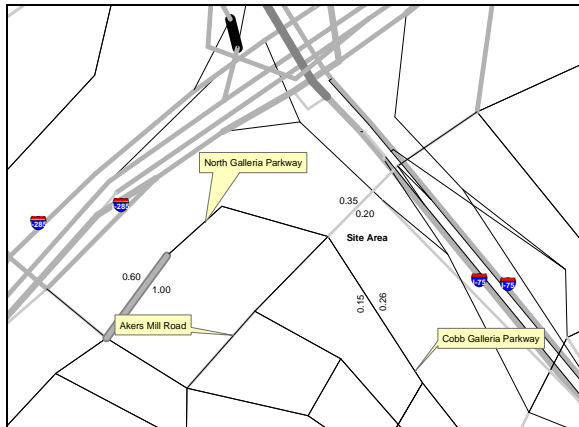 North Galleria Parkway
0.35
0.20
Site Area
I-285
I-285
0.60
1.00
I-75
I-75
0.15
0.26
Akers Mill Road
Cobb Galleria Parkway